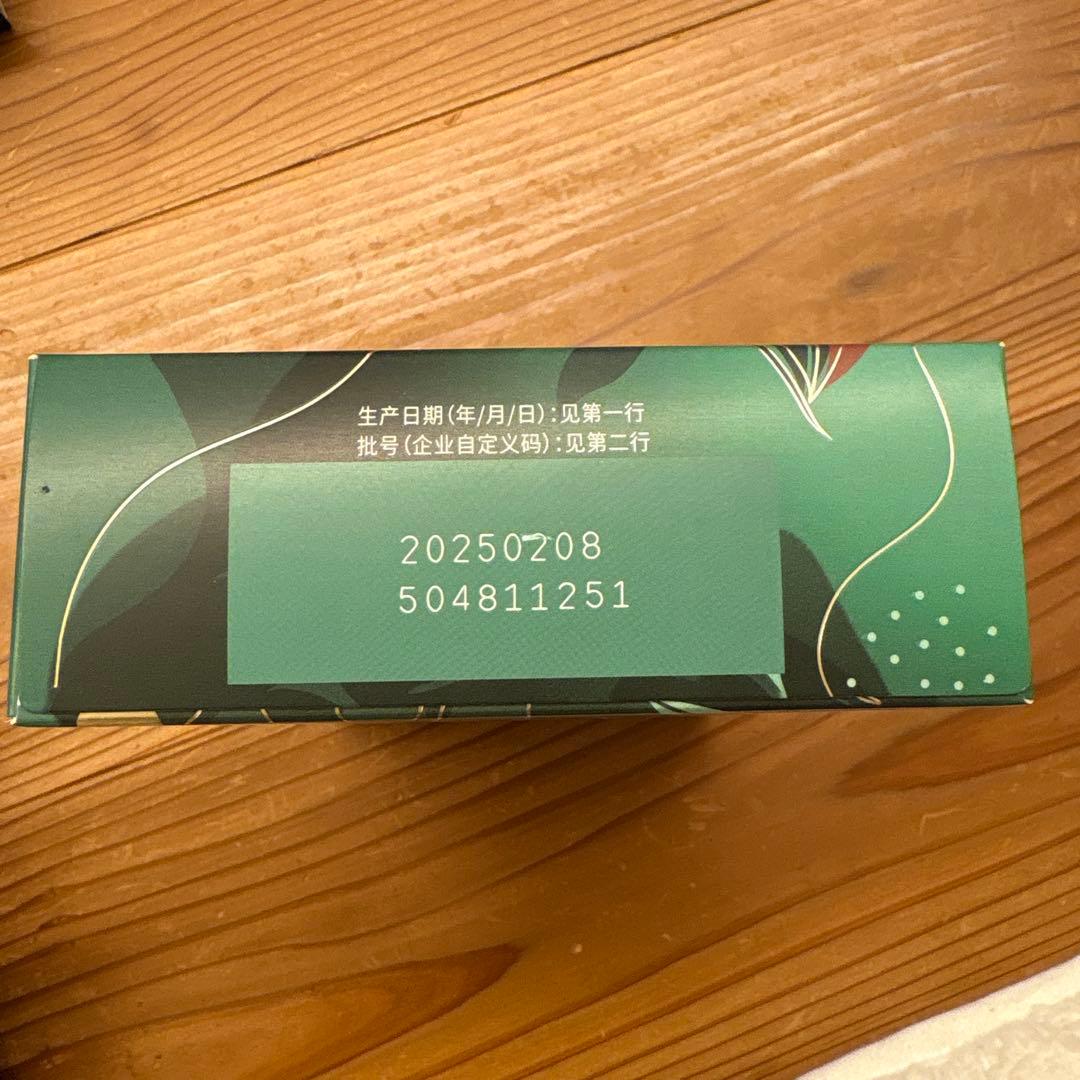 生产日期(年/月/日):见第一行
批号(企业自定义码):见第二行
20250208
504811251